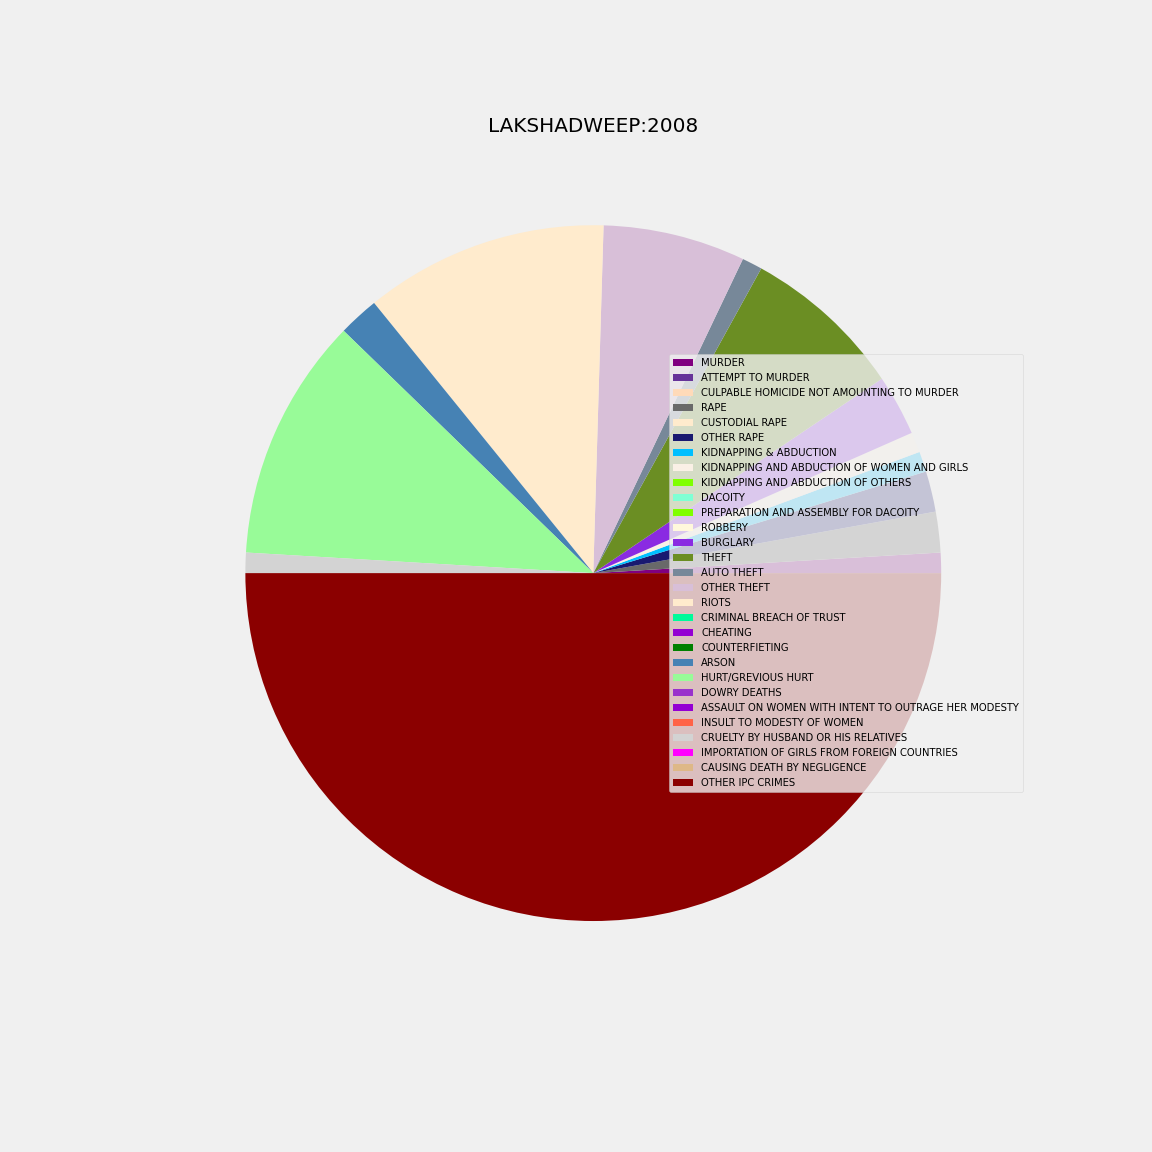 LAKSHADWEEP:2008
MURDER
ATTEMPT TO MURDER
CULPABLE HOMICIDE NOT AMOUNTING TO MURDER
RAPE
CUSTODIAL RAPE
OTHER RAPE
KIDNAPPING & ABDUCTION
KIDNAPPING AND ABDUCTION OF WOMEN AND GIRLS
KIDNAPPING AND ABDUCTION OF OTHERS
DACOITY
PREPARATION AND ASSEMBLY FOR DACOITY
ROBBERY
BURGLARY
THEFT
AUTO THEFT
OTHER THEFT
RIOTS
CRIMINAL BREACH OF TRUST
CHEATING
COUNTERFIETING
ARSON
HURT/GREVIOUS HURT
DOWRY DEATHS
ASSAULT ON WOMEN WITH INTENT TO OUTRAGE HER MODESTY
INSULT TO MODESTY OF WOMEN
CRUELTY BY HUSBAND OR HIS RELATIVES
IMPORTATION OF GIRLS FROM FOREIGN COUNTRIES
CAUSING DEATH BY NEGLIGENCE
OTHER IPC CRIMES